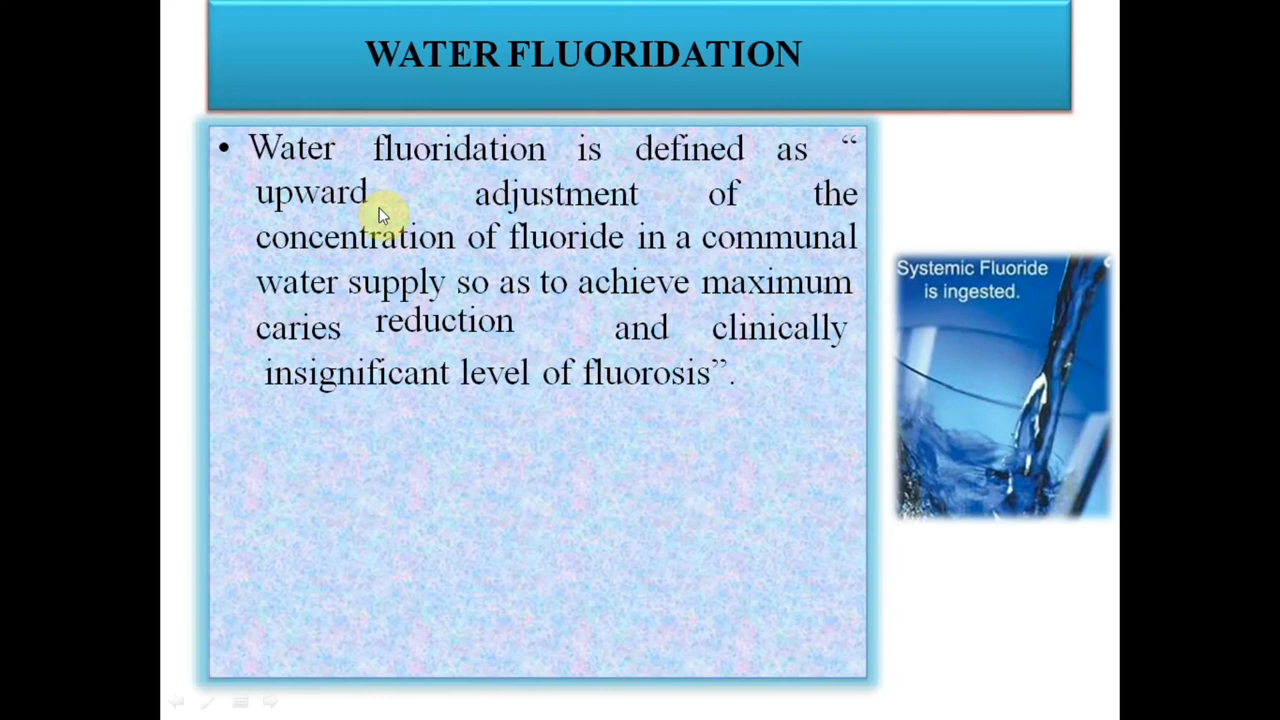 WATER FLUORIDATION
• Water fluoridation is defined as “
upward adjustment of the
concentration of fluoride in a communal
water supply so as to achieve maximum
caries reduction and clinically
insignificant level of fluorosis”.
Systemic Fluoride
is ingested.